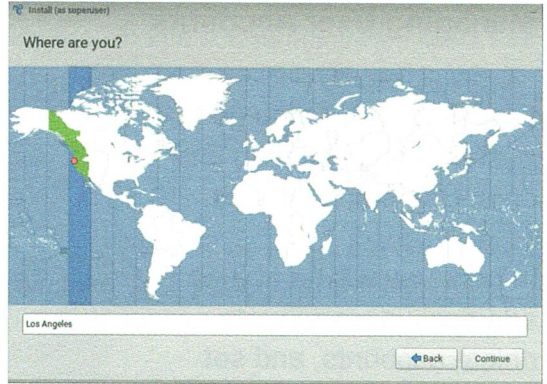 Install (as superuser)
Where are you?
Los Angeles
Back
Continue